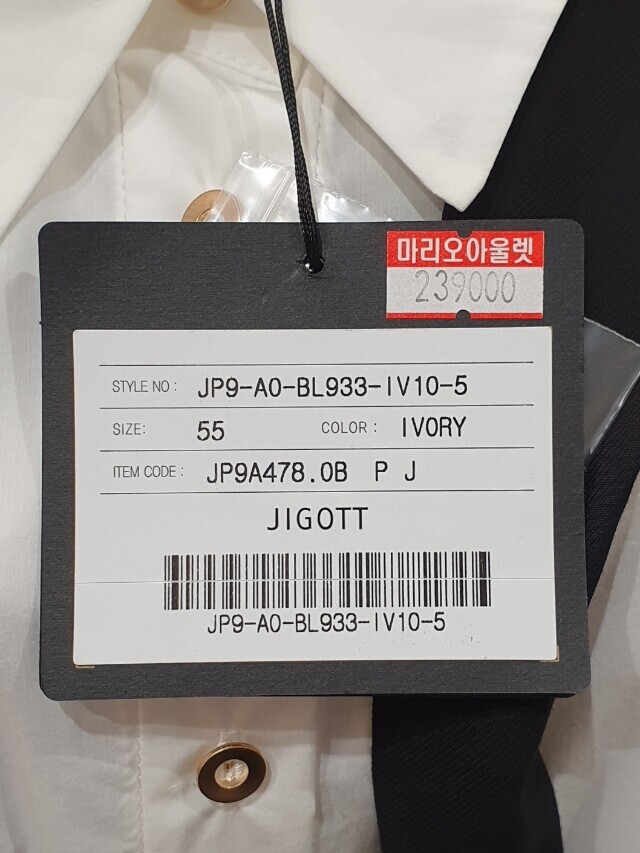 마리오아울렛
239000
STYLE NO : JP9-A0-BL933-IV10-5
SIZE: 55 COLOR : IVORY
ITEM CODE : JP9A478.0B P J
JIGOTT
JP9-A0-BL933-IV10-5